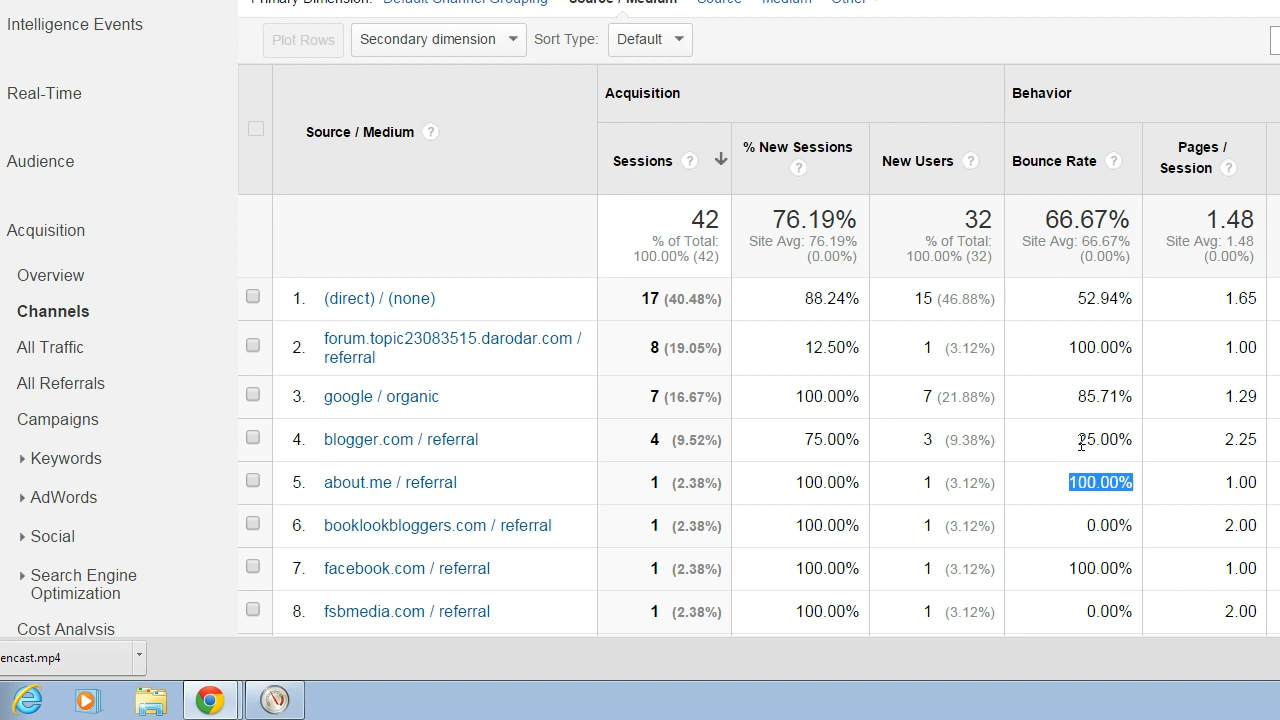 Primary Dimension: Default Channel Grouping Source / Medium Source Medium Other
Intelligence Events
Real-Time
Audience
Acquisition
Overview
Channels
All Traffic
All Referrals
Campaigns
Keywords
AdWords
Social
Search Engine
Optimization
Cost Analysis
Plot Rows Secondary dimension Sort Type: Default
Acquisition Behavior
Source / Medium ? Sessions ? % New Sessions ? New Users ? Bounce Rate ? Pages / Session ?
42 76.19% 32 66.67% 1.48
% of Total: Site Avg: 76.19% % of Total: Site Avg: 66.67% Site Avg: 1.48
100.00% (42) (0.00%) 100.00% (32) (0.00%) (0.00%)
1. (direct) / (none) 17 (40.48%) 88.24% 15 (46.88%) 52.94% 1.65
2. forum.topic23083515.darodar.com / referral 8 (19.05%) 12.50% 1 (3.12%) 100.00% 1.00
3. google / organic 7 (16.67%) 100.00% 7 (21.88%) 85.71% 1.29
4. blogger.com / referral 4 (9.52%) 75.00% 3 (9.38%) 25.00% 2.25
5. about.me / referral 1 (2.38%) 100.00% 1 (3.12%) 100.00% 1.00
6. booklookbloggers.com / referral 1 (2.38%) 100.00% 1 (3.12%) 0.00% 2.00
7. facebook.com / referral 1 (2.38%) 100.00% 1 (3.12%) 100.00% 1.00
8. fsbmedia.com / referral 1 (2.38%) 100.00% 1 (3.12%) 0.00% 2.00
encast.mp4